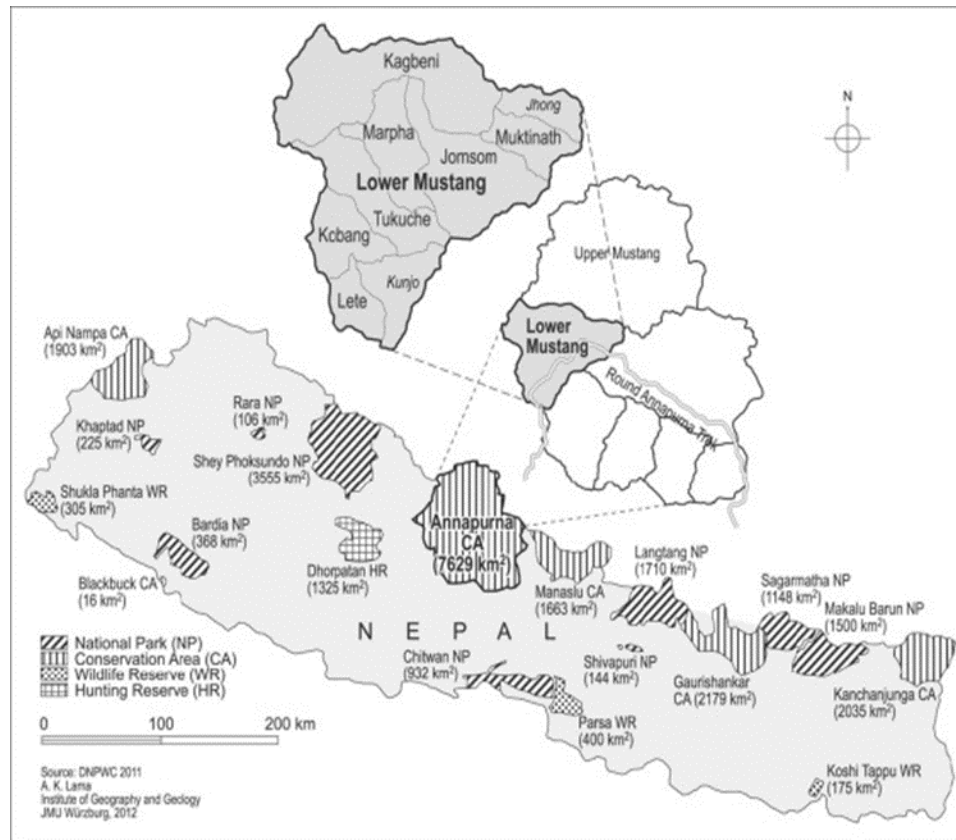 Kagbeni
Jhong
Marpha
Muktinath
Jomsom
Lower Mustang
Tukuche
Kobang
Kunjo
Lete
N
Upper Mustang
Lower
Mustang
Round Annapurna Trek
Api Nampa CA
(1903 km²)
Khaptad NP
(225 km²)
Rara NP
(106 km²)
Shey Phoksundo NP
(3555 km²)
Shukla Phanta WR
(305 km²)
Bardia NP
(368 km²)
Blackbuck CA
(16 km²)
Dhorpatan HR
(1325 km²)
Annapurna
CA
(7629 km²)
Manaslu CA
(1663 km²)
Langtang NP
(1710 km²)
Sagarmatha NP
(1148 km²)
Makalu Barun NP
(1500 km²)
NEPAL
Chitwan NP
(932 km²)
Shivapuri NP
(144 km²)
Gaurishankar
CA (2179 km²)
Kanchanjunga CA
(2035 km²)
Parsa WR
(400 km²)
Koshi Tappu WR
(175 km²)
National Park (NP)
Conservation Area (CA)
Wildlife Reserve (WR)
Hunting Reserve (HR)
0 100 200 km
Source: DNPWC 2011
A. K. Lama
Institute of Geography and Geology
JMU Würzburg, 2012